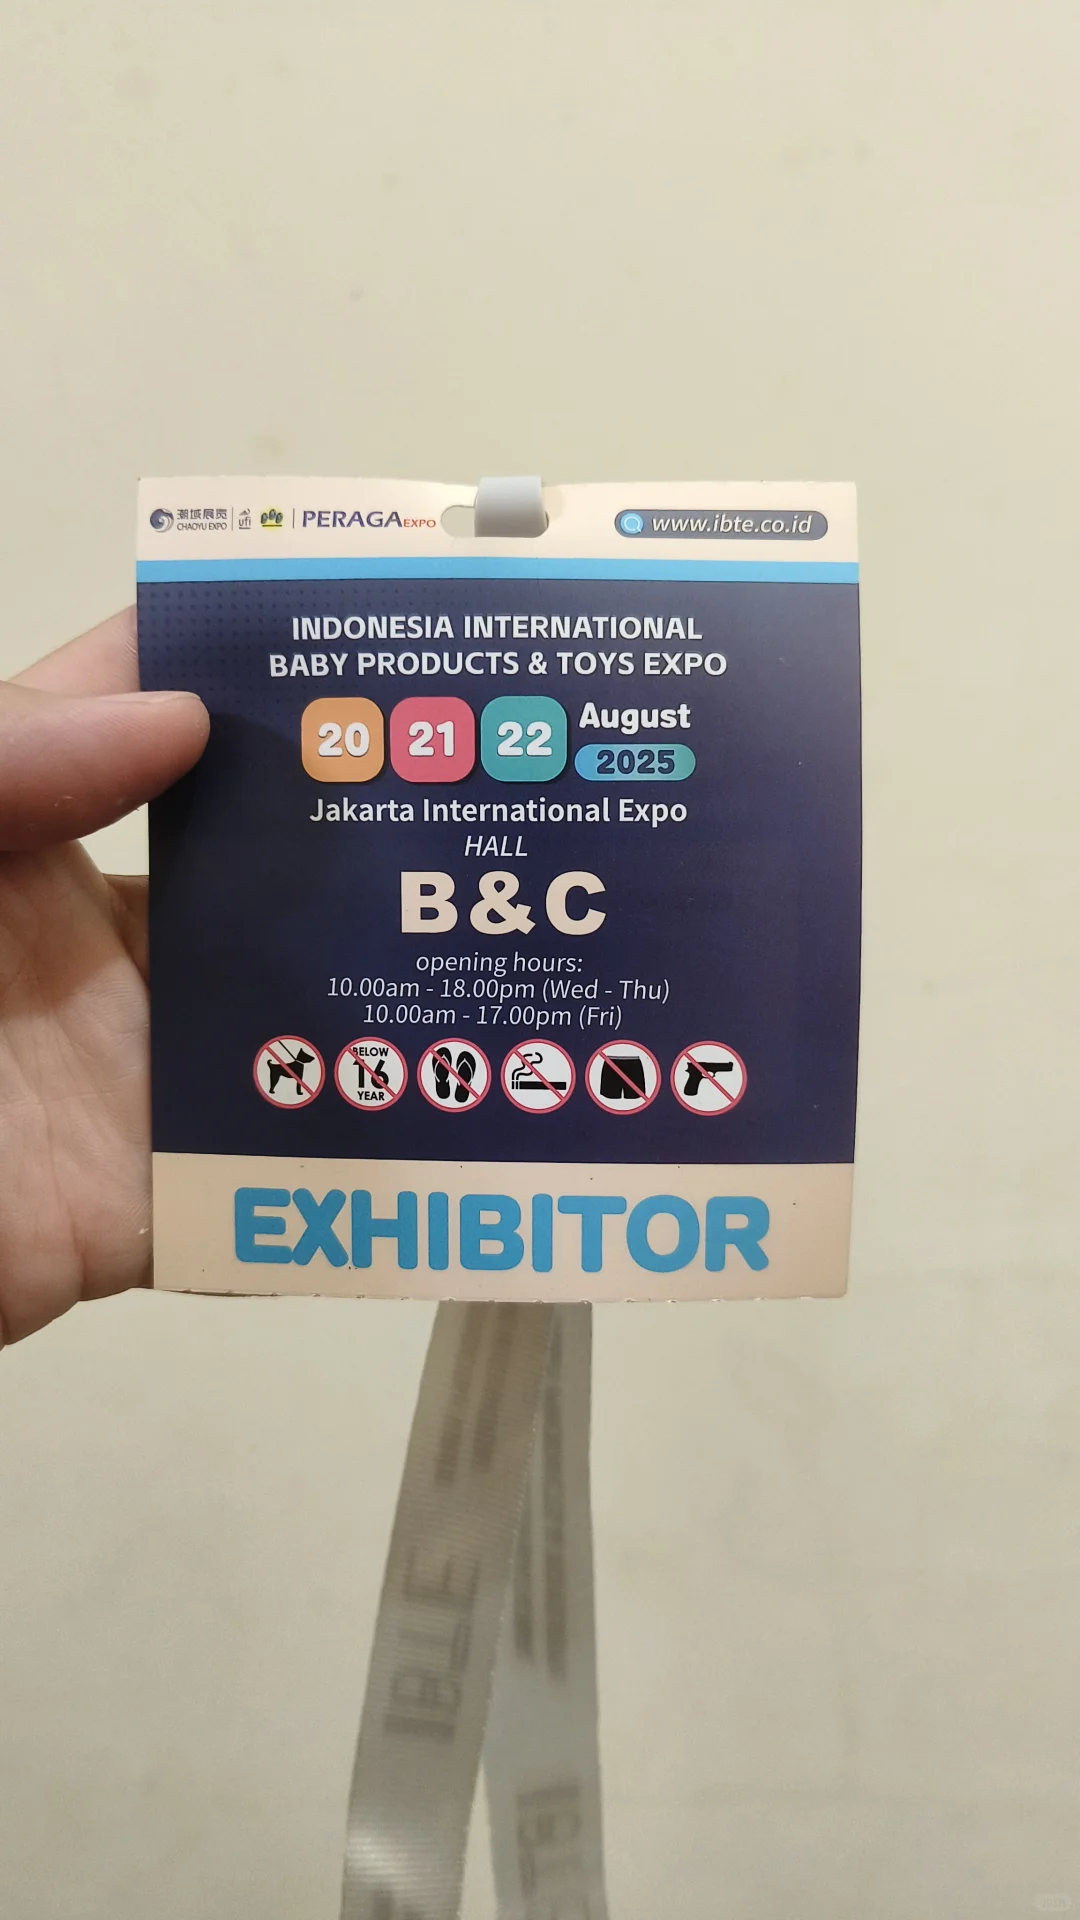 潮域展览
CHAOYU EXPO
ufi
PERAGA EXPO
www.ibte.co.id
INDONESIA INTERNATIONAL
BABY PRODUCTS & TOYS EXPO
20 21 22 August
2025
Jakarta International Expo
HALL
B&C
opening hours:
10.00am - 18.00pm (Wed - Thu)
10.00am - 17.00pm (Fri)
BELOW
16
YEAR
EXHIBITOR
IBTE